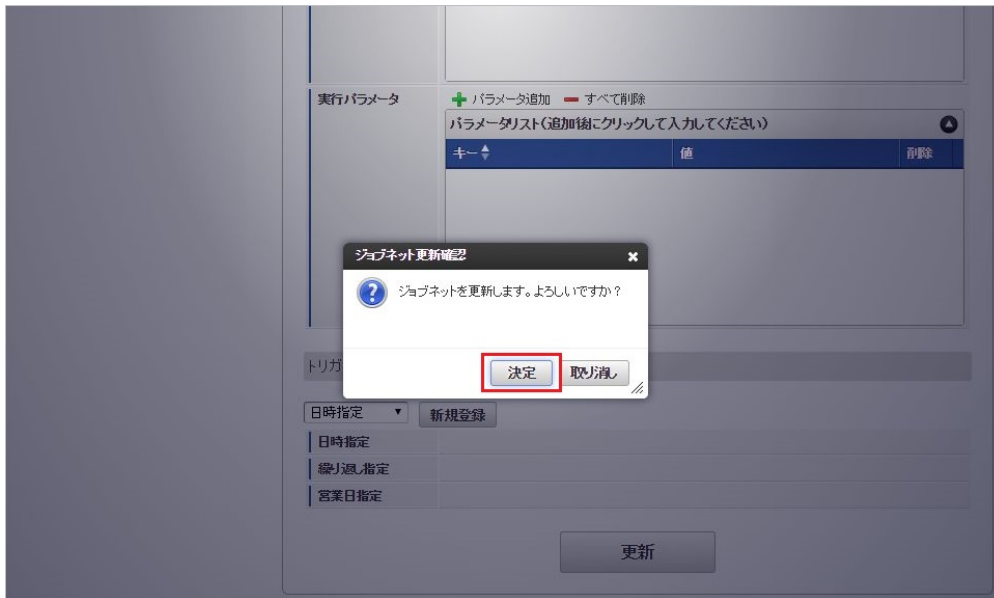 実行パラメータ
パラメータ追加 すべて削除
パラメータリスト(追加後にクリックして入力してください)
キー 値 削除
ジョブネット更新確認
ジョブネットを更新します。よろしいですか?
決定 取り消し
トリガ
日時指定 新規登録
日時指定
繰り返し指定
営業日指定
更新